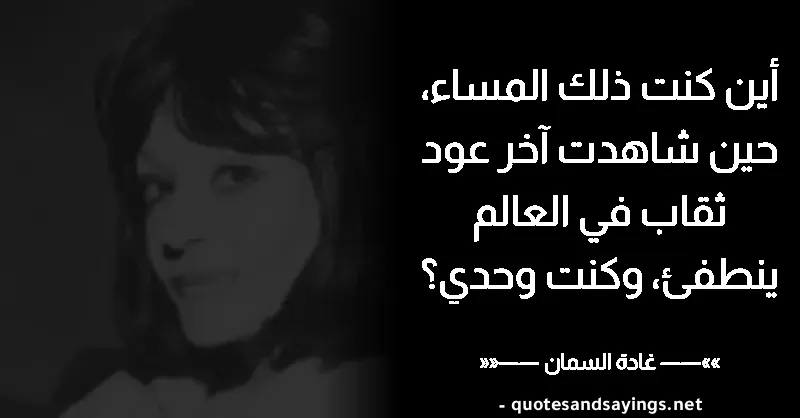 أين كنت ذلك المساء،
حين شاهدت آخر عود
ثقاب في العالم
ينطفئ، وكنت وحدي؟
»»—— غادة السمان ——««
- quotesandsayings.net